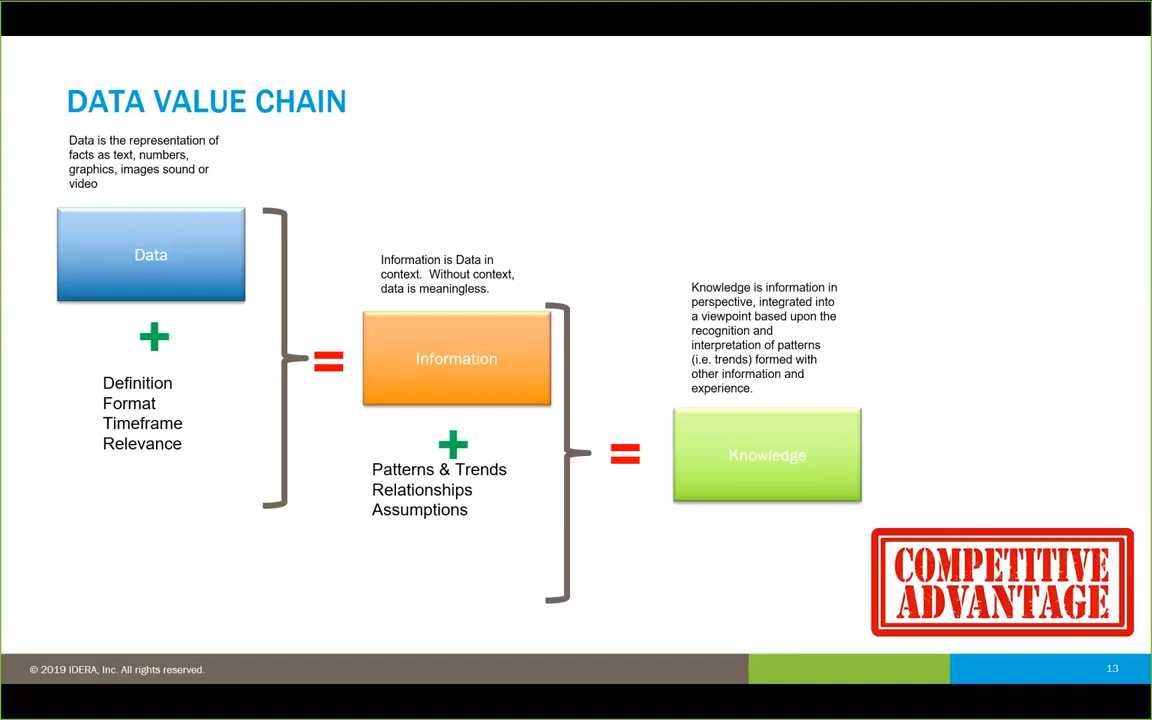 DATA VALUE CHAIN
Data is the representation of
facts as text, numbers,
graphics, images sound or
video
Data
Definition
Format
Timeframe
Relevance
Information is Data in
context.  Without context,
data is meaningless.
Information
Patterns & Trends
Relationships
Assumptions
Knowledge is information in
perspective, integrated into
a viewpoint based upon the
recognition and
interpretation of patterns
(i.e. trends) formed with
other information and
experience.
Knowledge
COMPETITIVE
ADVANTAGE
© 2019 IDERA, Inc. All rights reserved.
13